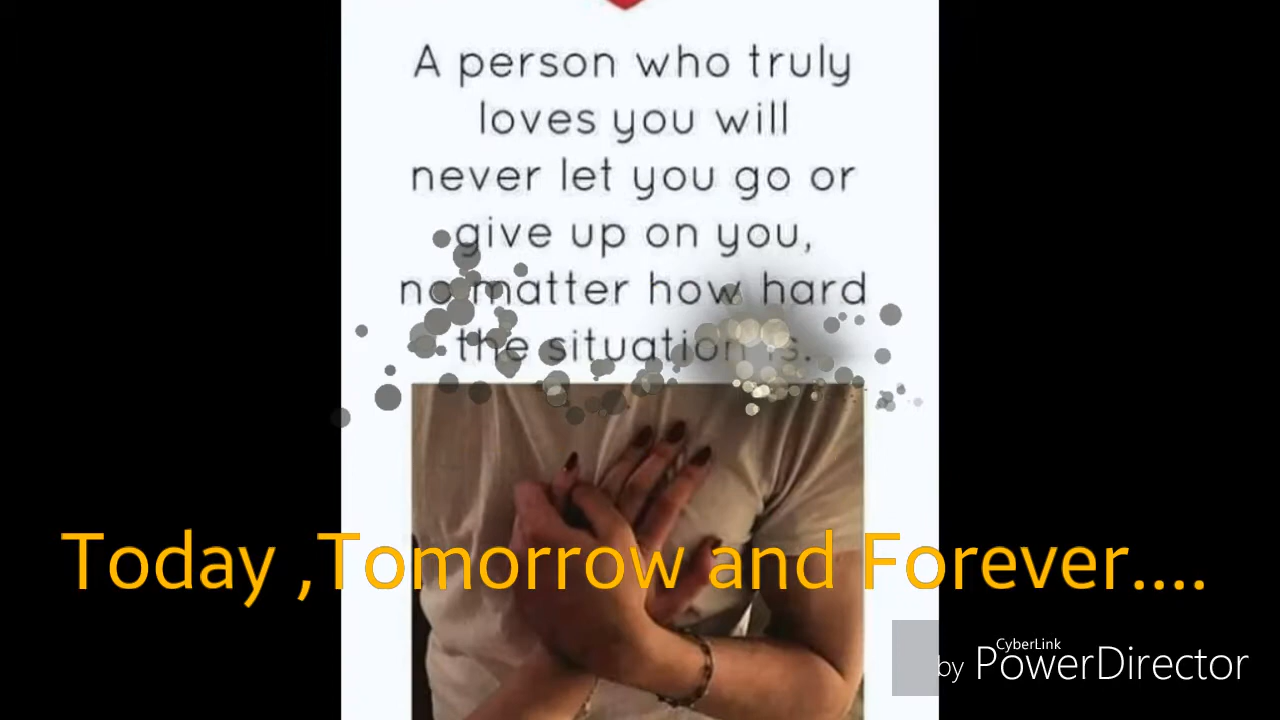 A person who truly
loves you will
never let you go or
give up on you,
no matter how hard
the situation is.
Today ,Tomorrow and Forever....
CyberLink
by PowerDirector